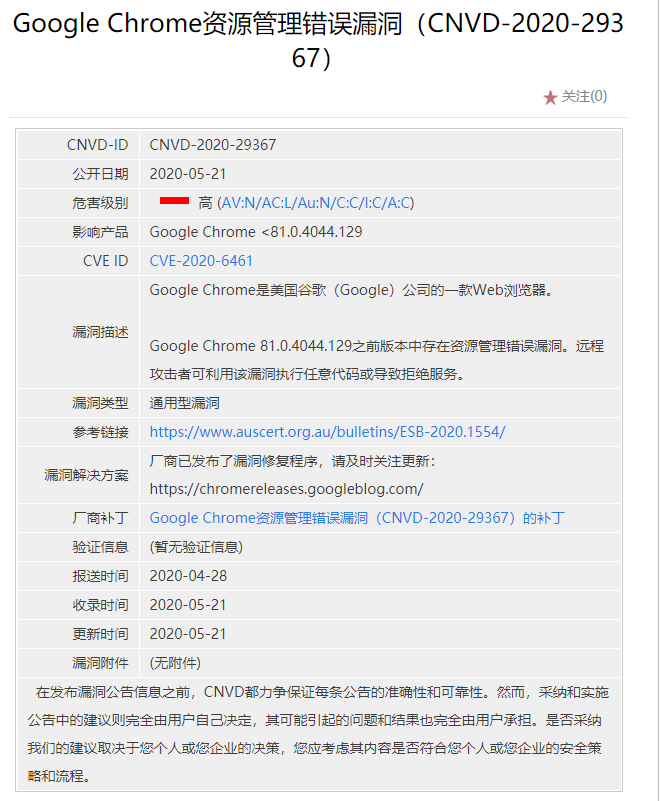 Google Chrome资源管理错误漏洞（CNVD-2020-293
67）
关注(0)
CNVD-ID CNVD-2020-29367
公开日期 2020-05-21
危害级别 高 (AV:N/AC:L/Au:N/C:C/I:C/A:C)
影响产品 Google Chrome <81.0.4044.129
CVE ID CVE-2020-6461
Google Chrome是美国谷歌（Google）公司的一款Web浏览器。
漏洞描述
Google Chrome 81.0.4044.129之前版本中存在资源管理错误漏洞。远程
攻击者可利用该漏洞执行任意代码或导致拒绝服务。
漏洞类型 通用型漏洞
参考链接 https://www.auscert.org.au/bulletins/ESB-2020.1554/
漏洞解决方案 厂商已发布了漏洞修复程序，请及时关注更新：
https://chromereleases.googleblog.com/
厂商补丁 Google Chrome资源管理错误漏洞（CNVD-2020-29367）的补丁
验证信息 (暂无验证信息)
报送时间 2020-04-28
收录时间 2020-05-21
更新时间 2020-05-21
漏洞附件 (无附件)
在发布漏洞公告信息之前，CNVD都力争保证每条公告的准确性和可靠性。然而，采纳和实施
公告中的建议则完全由用户自己决定，其可能引起的问题和结果也完全由用户承担。是否采纳
我们的建议取决于您个人或您企业的决策，您应考虑其内容是否符合您个人或您企业的安全策
略和流程。